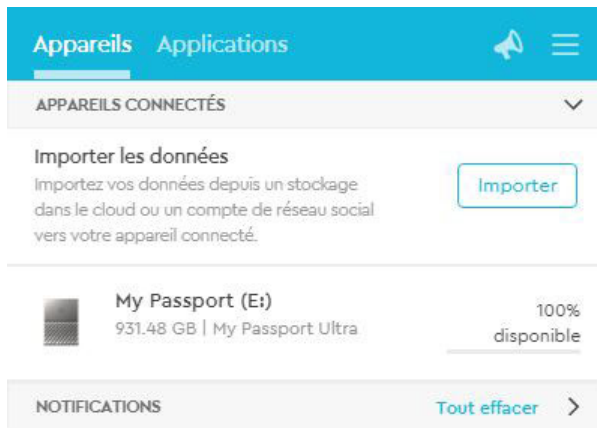 Appareils Applications
APPAREILS CONNECTÉS
Importer les données
Importez vos données depuis un stockage
dans le cloud ou un compte de réseau social
vers votre appareil connecté.
Importer
My Passport (E:)
931.48 GB | My Passport Ultra
100%
disponible
NOTIFICATIONS Tout effacer